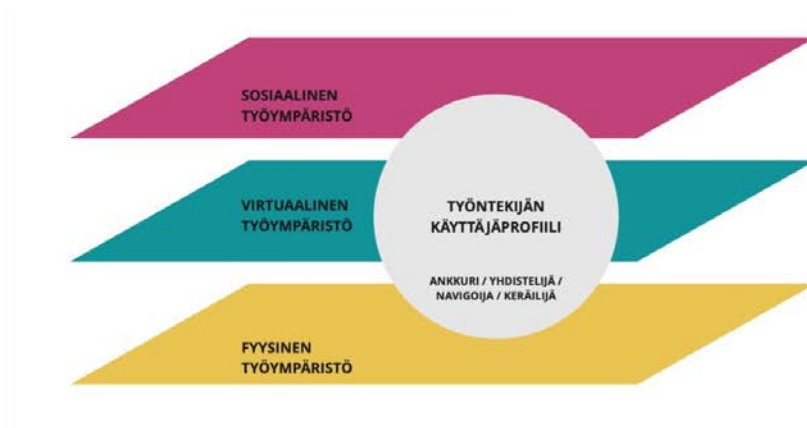 SOSIAALINEN
TYÖYMPÄRISTÖ
VIRTUAALINEN
TYÖYMPÄRISTÖ
TYÖNTEKIJÄN
KÄYTTÄJÄPROFIILI
ANKKURI / YHDISTELIJÄ /
NAVIGOIJA / KERÄILIJÄ
FYYSINEN
TYÖYMPÄRISTÖ